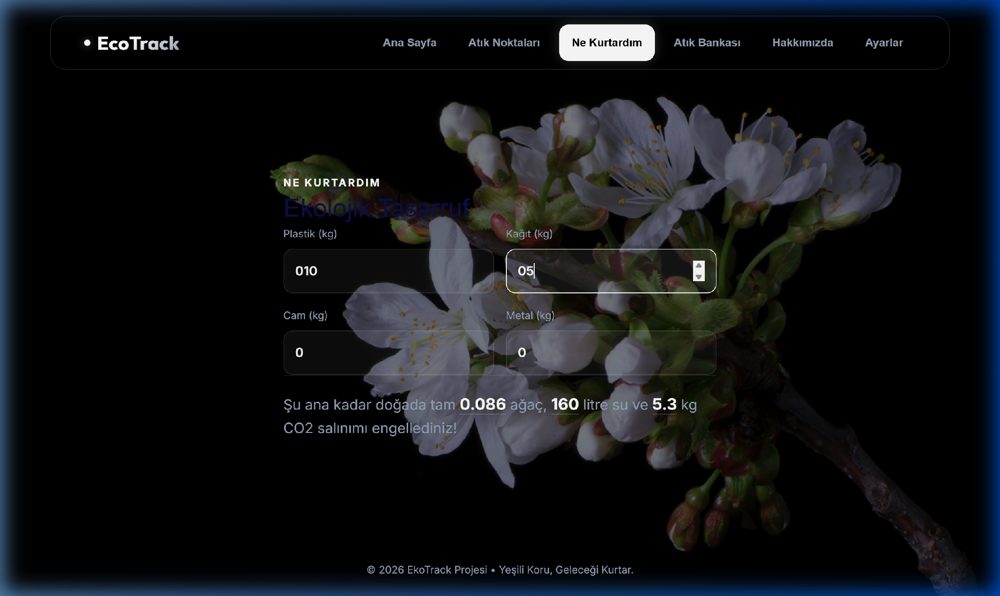 EcoTrack
Ana Sayfa
Atık Noktaları
Ne Kurtardım
Atık Bankası
Hakkımızda
Ayarlar
NE KURTARDIM
Ekolojik Tasarruf
Plastik (kg)
Kağıt (kg)
010
05
Cam (kg)
Metal (kg)
0
0
Şu ana kadar doğada tam 0.086 ağaç, 160 litre su ve 5.3 kg
CO2 salınımı engellediniz!
© 2026 EkoTrack Projesi • Yeşili Koru, Geleceği Kurtar.